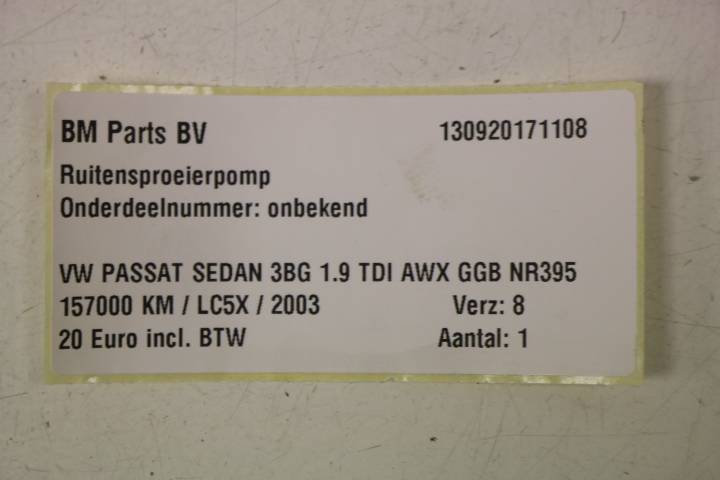 BM Parts BV 130920171108
Ruitensproeierpomp
Onderdeelnummer: onbekend
VW PASSAT SEDAN 3BG 1.9 TDI AWX GGB NR395
157000 KM / LC5X / 2003 Verz: 8
20 Euro incl. BTW Aantal: 1